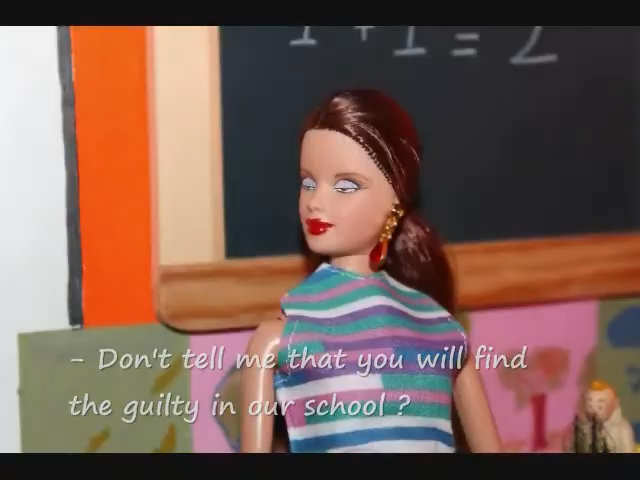 1 + 1 = 2
- Don't tell me that you will find
the guilty in our school ?